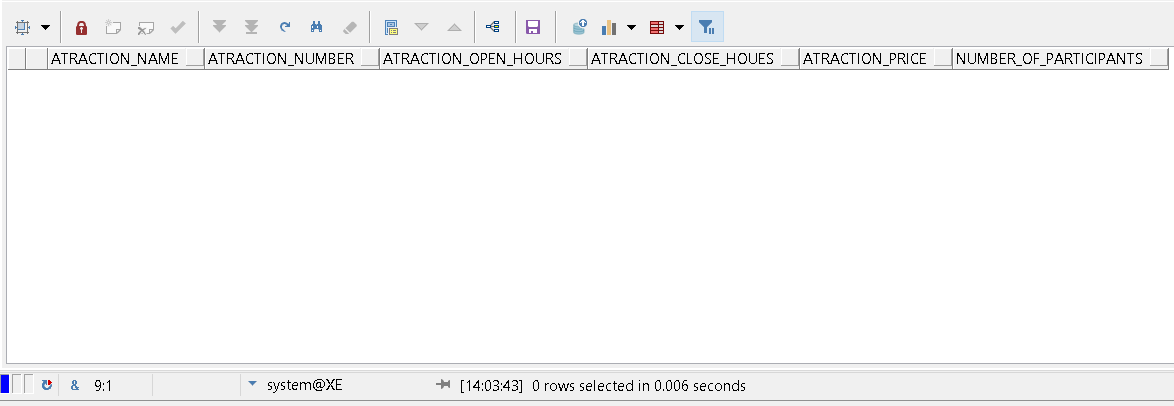 ATRACTION_NAME ATRACTION_NUMBER ATRACTION_OPEN_HOURS ATRACTION_CLOSE_HOUES ATRACTION_PRICE NUMBER_OF_PARTICIPANTS
& 9:1 system@XE [14:03:43] 0 rows selected in 0.006 seconds